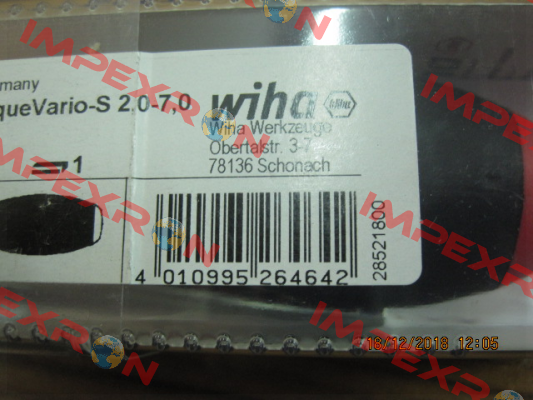 many
queVario-S 2,0-7,0
wiha
Wiha Werkzeuge
Obertalstr. 3-7
78136 Schonach
1
4 010995 264642
28521800
18/12/2018 12:05
IMPEXRON
IMPEXRON
IMPEXRON
IMPEXRON
IMPEXRON